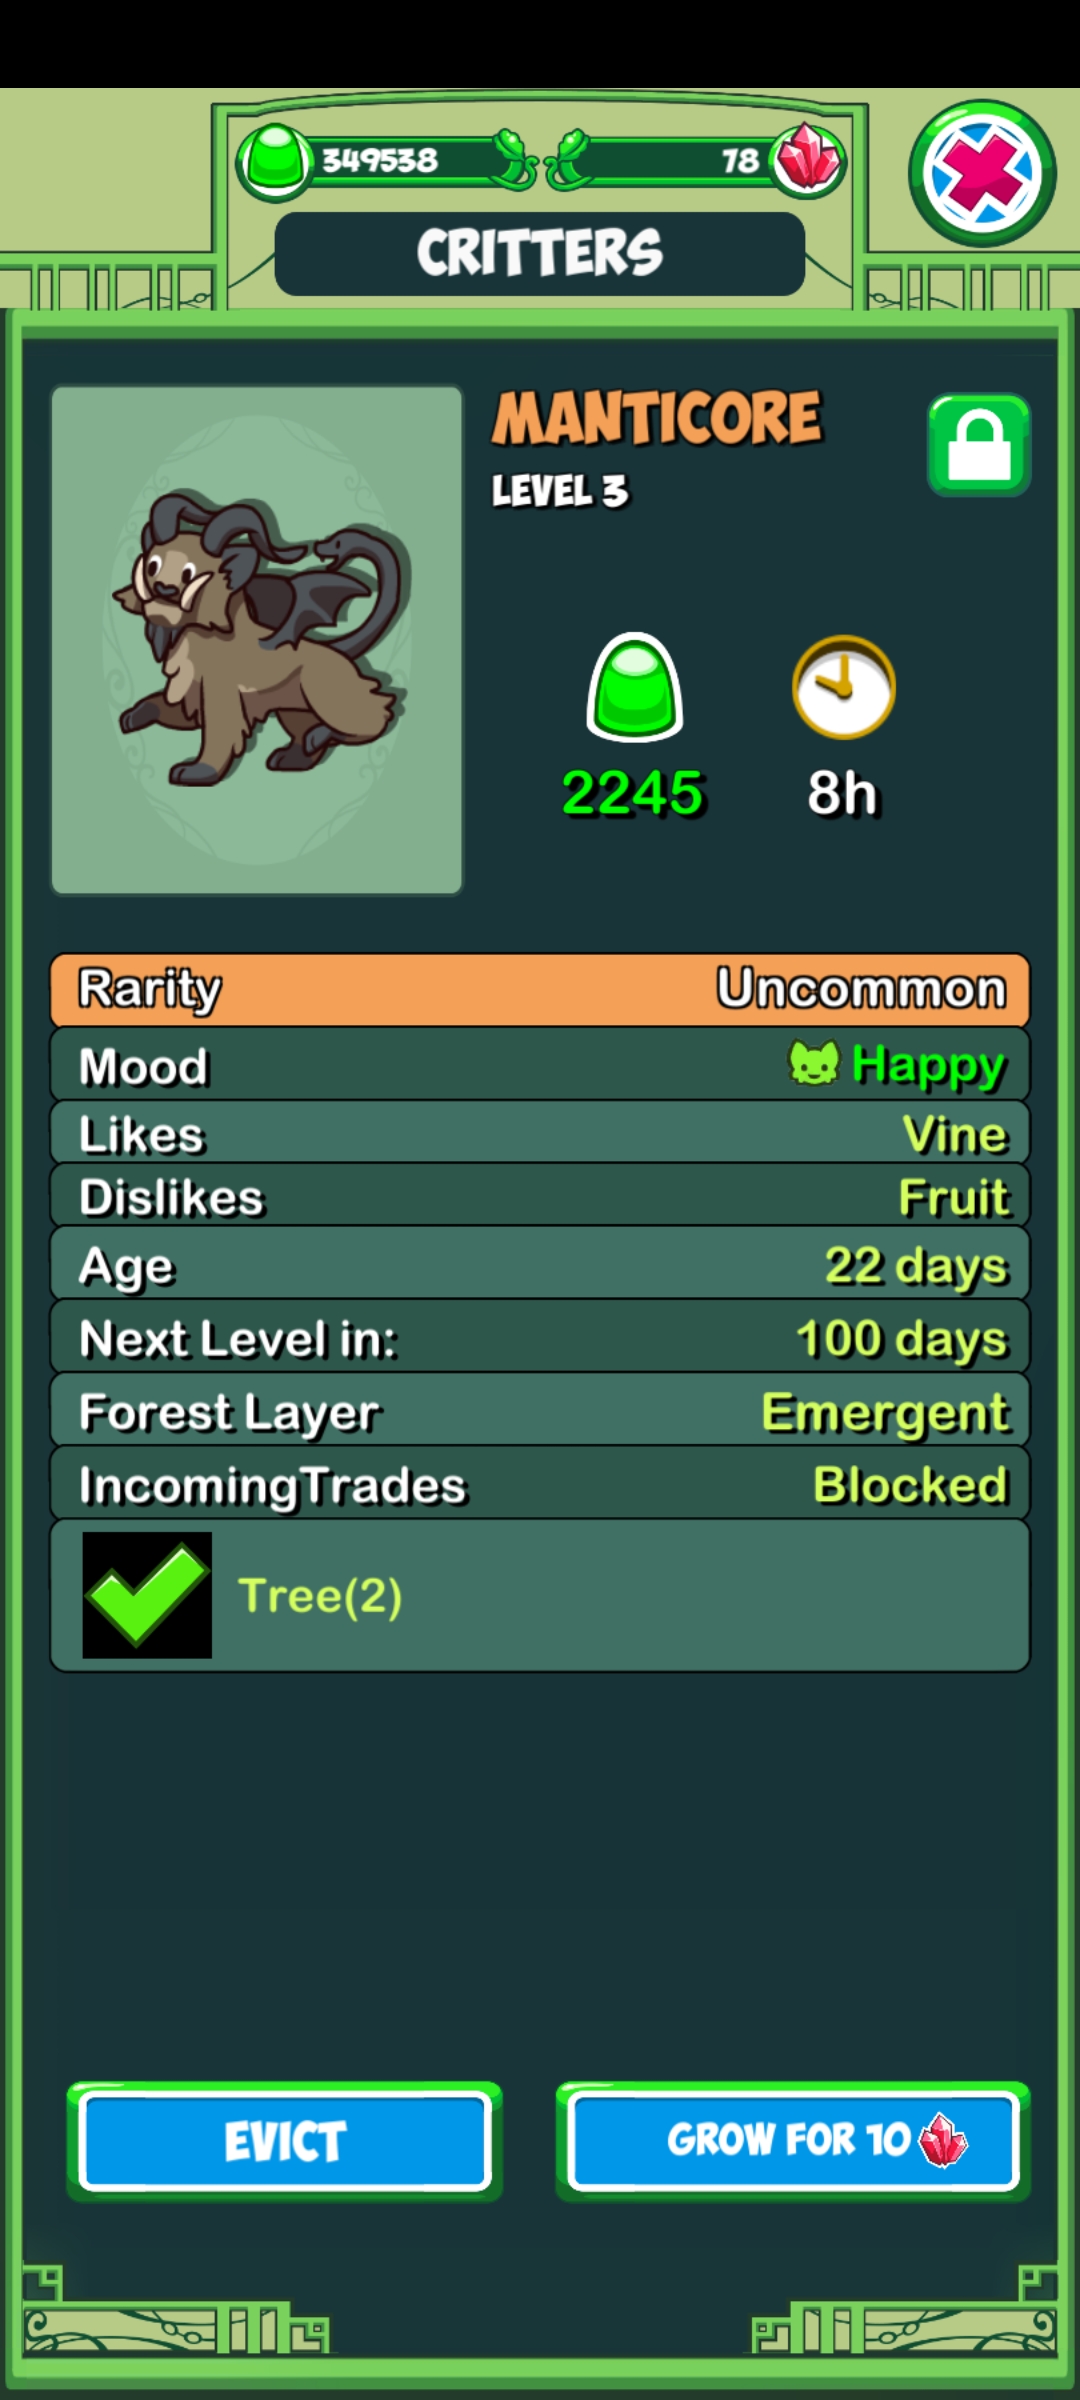 349538
78
CRITTERS
MANTICORE
LEVEL 3
2245
8h
Rarity Uncommon
Mood Happy
Likes Vine
Dislikes Fruit
Age 22 days
Next Level in: 100 days
Forest Layer Emergent
IncomingTrades Blocked
Tree(2)
EVICT
GROW FOR 10